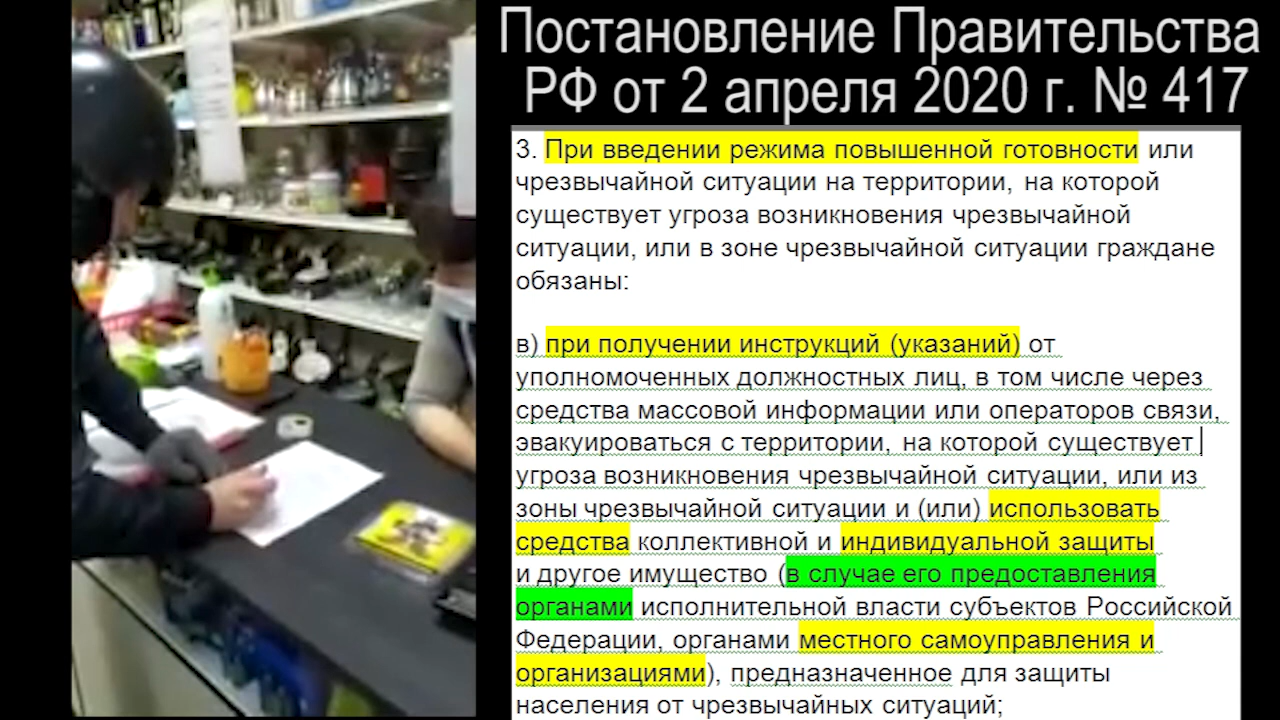 Постановление Правительства
РФ от 2 апреля 2020 г. № 417
3. При введении режима повышенной готовности или
чрезвычайной ситуации на территории, на которой
существует угроза возникновения чрезвычайной
ситуации, или в зоне чрезвычайной ситуации граждане
обязаны:
в) при получении инструкций (указаний) от
уполномоченных должностных лиц, в том числе через
средства массовой информации или операторов связи,
эвакуироваться с территории, на которой существует
угроза возникновения чрезвычайной ситуации, или из
зоны чрезвычайной ситуации и (или) использовать
средства коллективной и индивидуальной защиты
и другое имущество (в случае его предоставления
органами исполнительной власти субъектов Российской
Федерации, органами местного самоуправления и
организациями), предназначенное для защиты
населения от чрезвычайных ситуаций;